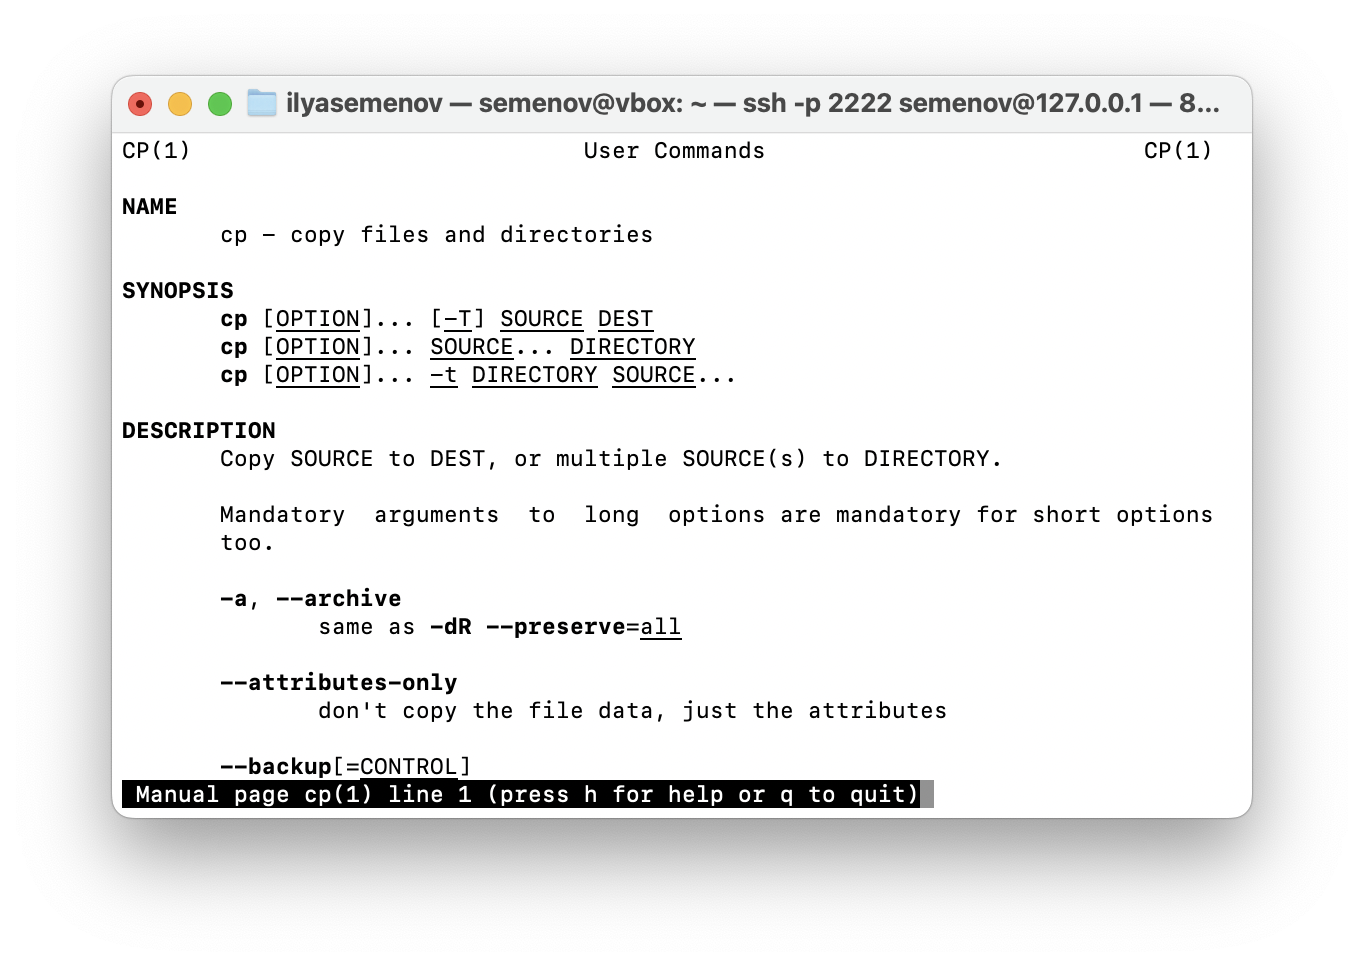 ilyasemenov — semenov@vbox: ~ — ssh -p 2222 semenov@127.0.0.1 — 8...
CP(1) User Commands CP(1)
NAME
cp - copy files and directories
SYNOPSIS
cp [OPTION]... [-T] SOURCE DEST
cp [OPTION]... SOURCE... DIRECTORY
cp [OPTION]... -t DIRECTORY SOURCE...
DESCRIPTION
Copy SOURCE to DEST, or multiple SOURCE(s) to DIRECTORY.
Mandatory arguments to long options are mandatory for short options
too.
-a, --archive
same as -dR --preserve=all
--attributes-only
don't copy the file data, just the attributes
--backup[=CONTROL]
Manual page cp(1) line 1 (press h for help or q to quit)